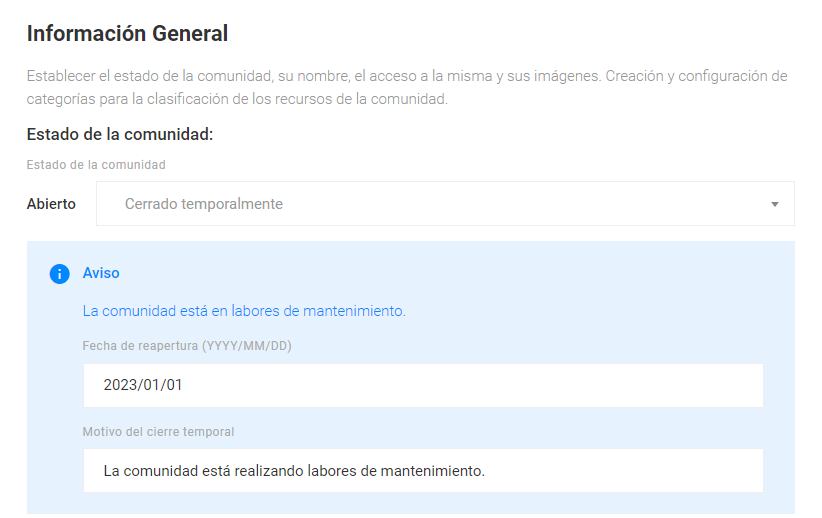 Información General
Establecer el estado de la comunidad, su nombre, el acceso a la misma y sus imágenes. Creación y configuración de
categorías para la clasificación de los recursos de la comunidad.
Estado de la comunidad:
Estado de la comunidad
Abierto Cerrado temporalmente
Aviso
La comunidad está en labores de mantenimiento.
Fecha de reapertura (YYYY/MM/DD)
2023/01/01
Motivo del cierre temporal
La comunidad está realizando labores de mantenimiento.